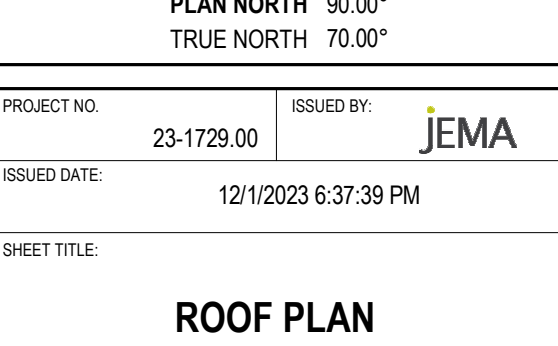 PLAN NORTH 90.00°
TRUE NORTH 70.00°
PROJECT NO.
23-1729.00
ISSUED BY:
jEMA
ISSUED DATE:
12/1/2023 6:37:39 PM
SHEET TITLE:
ROOF PLAN